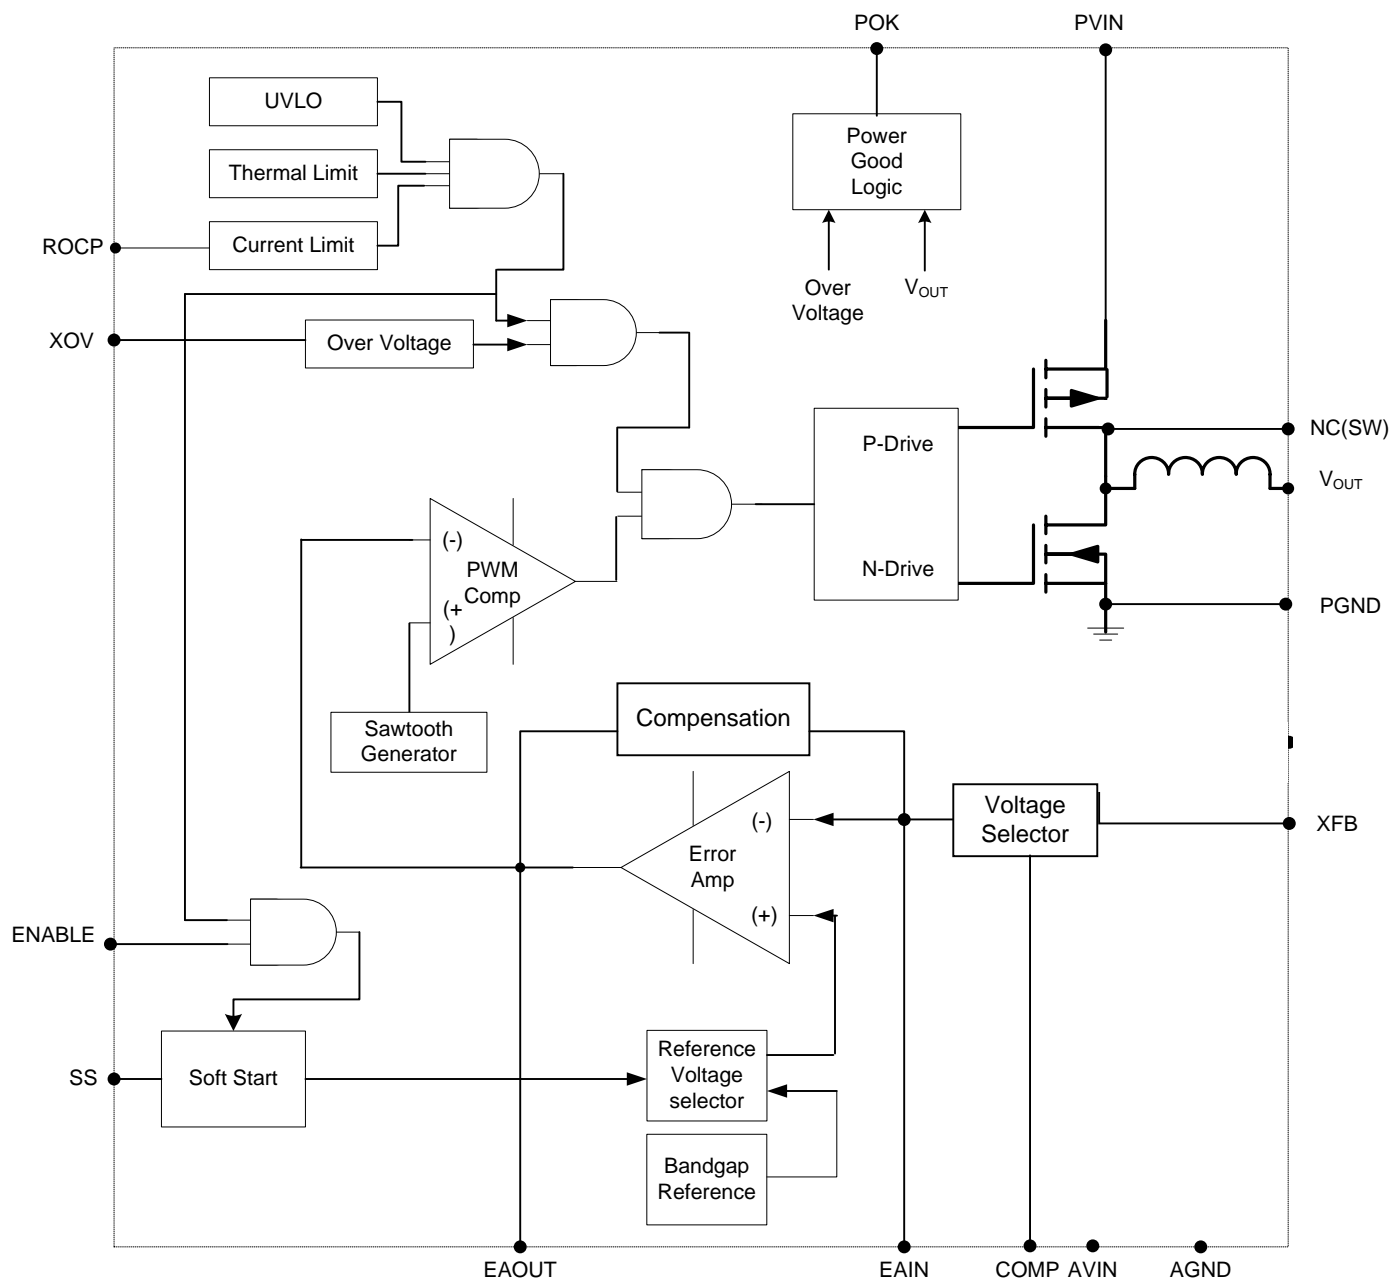 POK
PVIN
UVLO
Thermal Limit
ROCP
Current Limit
Power
Good
Logic
Over
Voltage
VOUT
XOV
Over Voltage
P-Drive
N-Drive
NC(SW)
VOUT
PGND
(-)
PWM
Comp
(+
)
Sawtooth
Generator
Compensation
Voltage
Selector
XFB
(-)
Error
Amp
(+)
ENABLE
SS
Soft Start
Reference
Voltage
selector
Bandgap
Reference
EAOUT
EAIN
COMP
AVIN
AGND